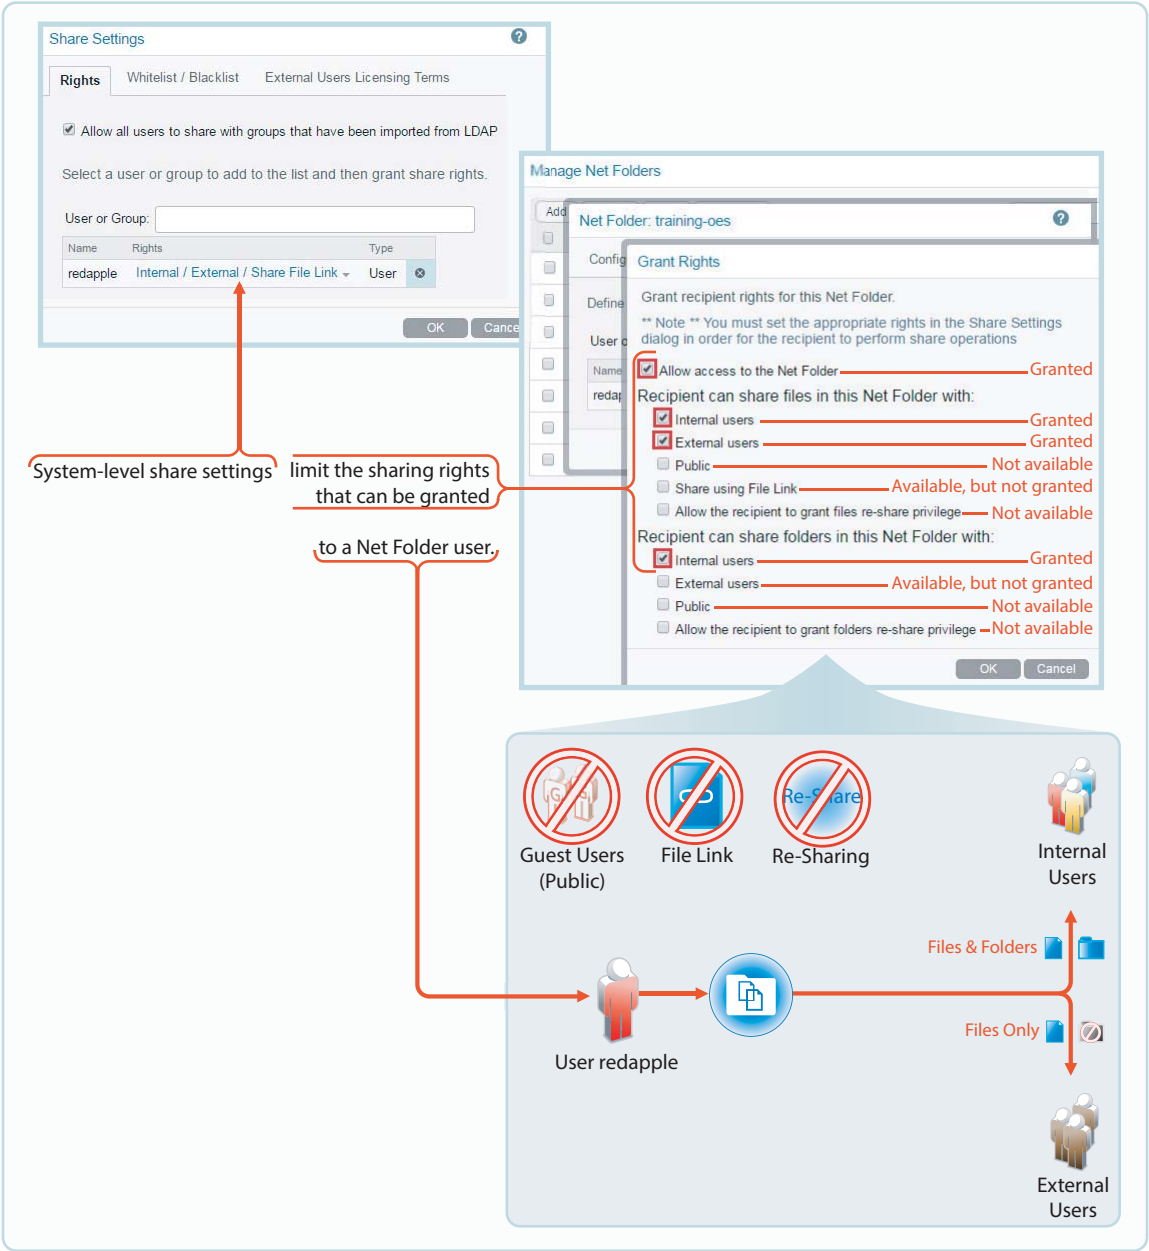 Share Settings
Rights
Whitelist / Blacklist
External Users Licensing Terms
Allow all users to share with groups that have been imported from LDAP
Select a user or group to add to the list and then grant share rights.
User or Group:
Name Rights Type
redapple Internal / External / Share File Link User
OK Cance
Manage Net Folders
Add
Net Folder: training-oes
Config
Define
User o
Name
redap
Grant Rights
Grant recipient rights for this Net Folder.
** Note ** You must set the appropriate rights in the Share Settings
dialog in order for the recipient to perform share operations
Allow access to the Net Folder Granted
Recipient can share files in this Net Folder with:
Internal users Granted
External users Granted
Public Not available
Share using File Link Available, but not granted
Allow the recipient to grant files re-share privilege Not available
Recipient can share folders in this Net Folder with:
Internal users Granted
External users Available, but not granted
Public Not available
Allow the recipient to grant folders re-share privilege Not available
OK Cancel
System-level share settings
limit the sharing rights
that can be granted
to a Net Folder user.
G
Re-Share
Guest Users
(Public)
File Link
Re-Sharing
Internal
Users
Files & Folders
Files Only
User redapple
External
Users